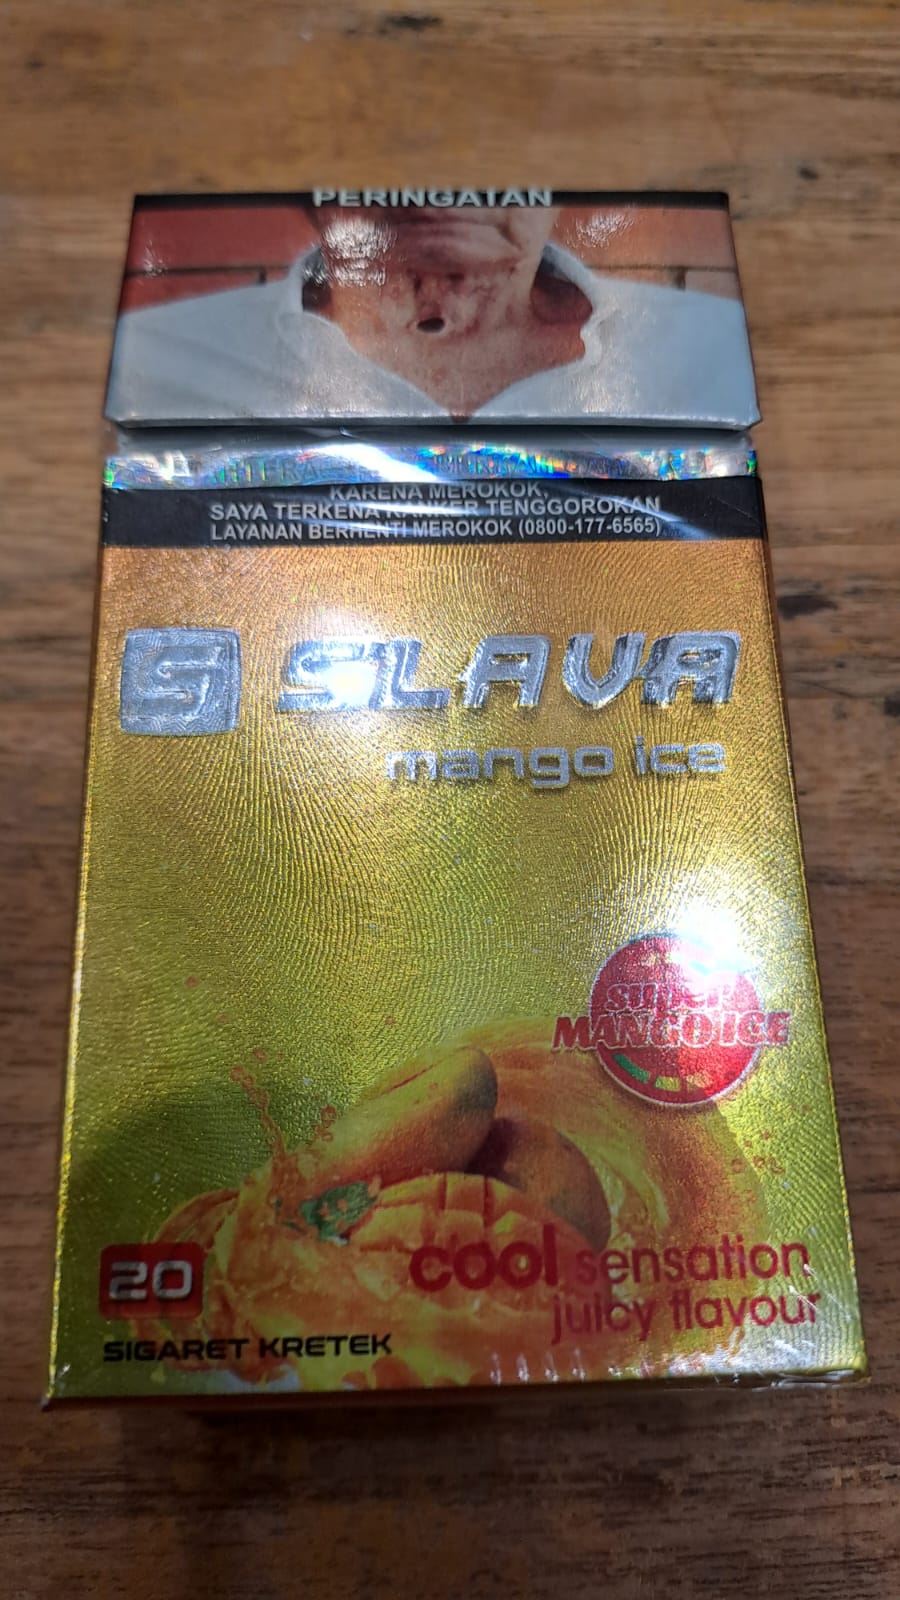 PERINGATAN
KARENA MEROKOK,
SAYA TERKENA KANKER TENGGOROKAN
LAYANAN BERHENTI MEROKOK (0800-177-6565)
S SLAVA
mango ice
SUPER
MANGO ICE
cool sensation
juicy flavour
20
SIGARET KRETEK